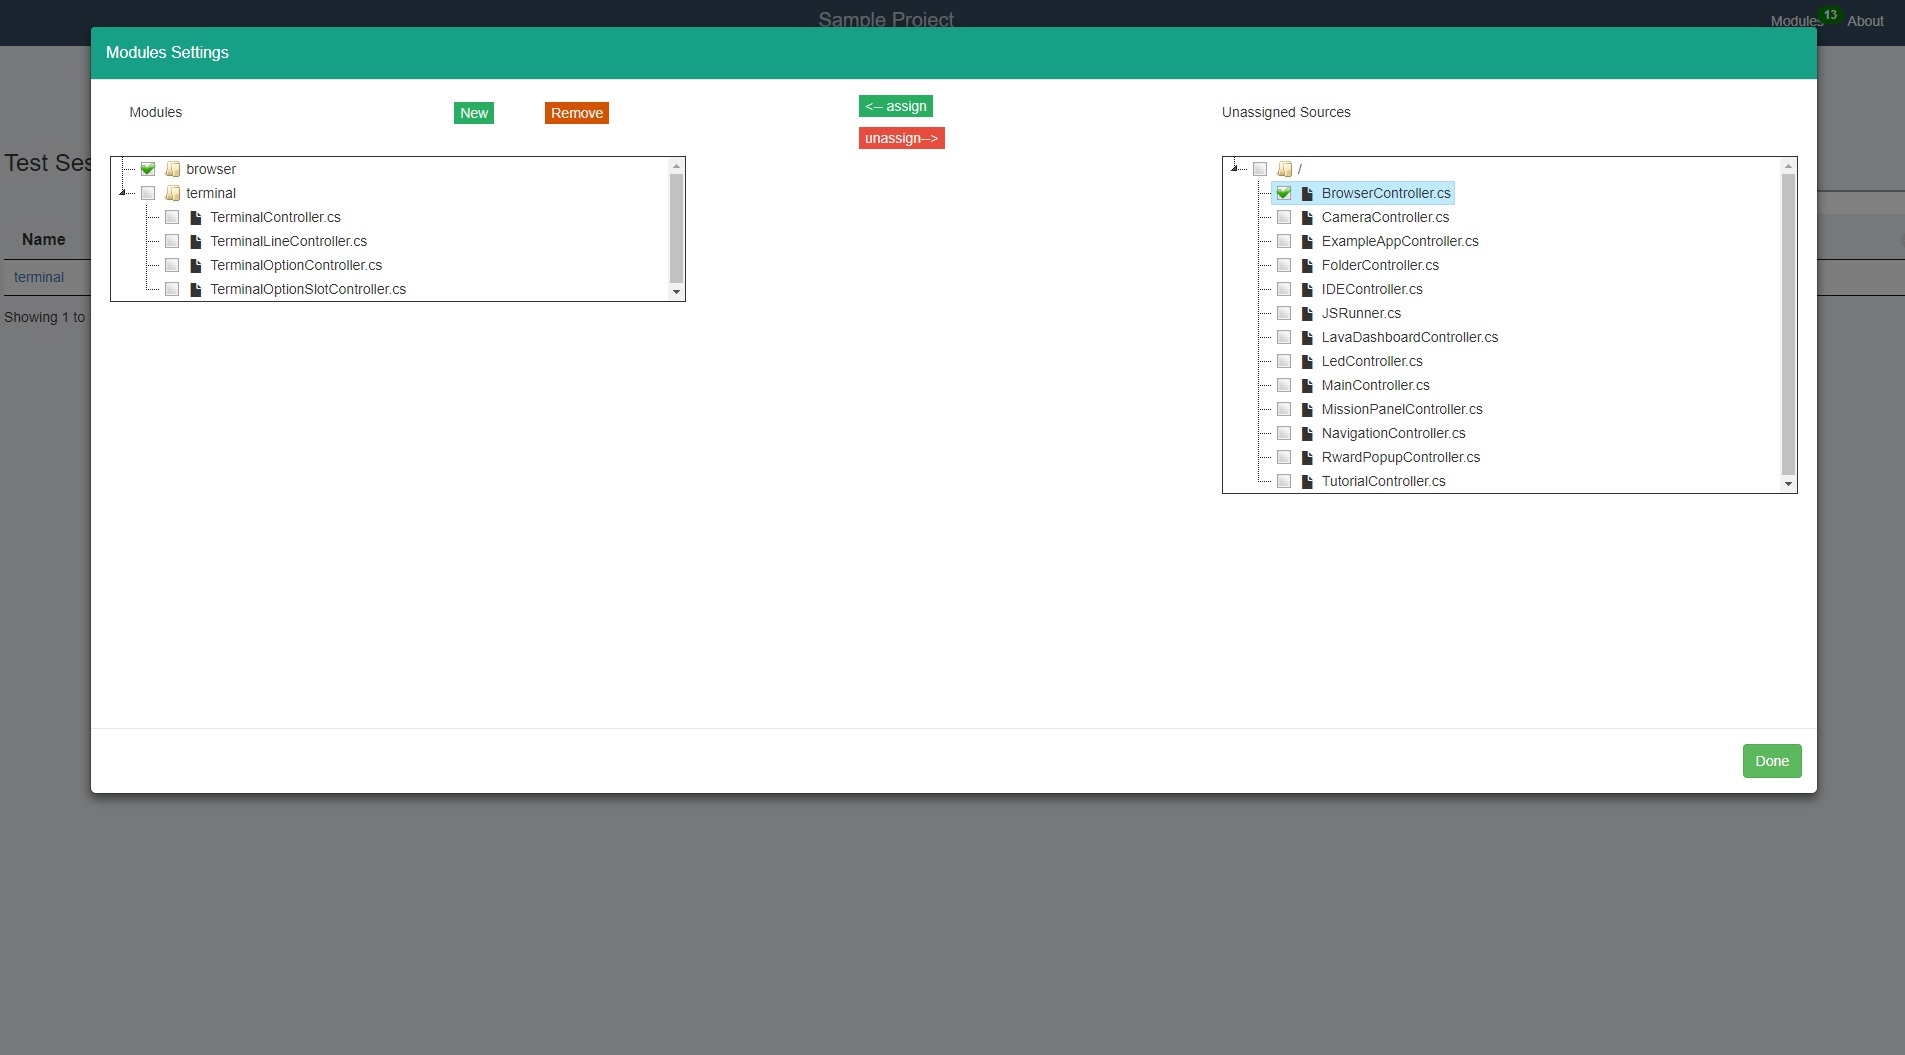 Sample Project
Modules 13 About
Modules Settings
Modules
New
Remove
<-- assign
unassign-->
Unassigned Sources
browser
terminal
TerminalController.cs
TerminalLineController.cs
TerminalOptionController.cs
TerminalOptionSlotController.cs
/
BrowserController.cs
CameraController.cs
ExampleAppController.cs
FolderController.cs
IDEController.cs
JSRunner.cs
LavaDashboardController.cs
LedController.cs
MainController.cs
MissionPanelController.cs
NavigationController.cs
RwardPopupController.cs
TutorialController.cs
Done
Test Ses
Name
terminal
Showing 1 to